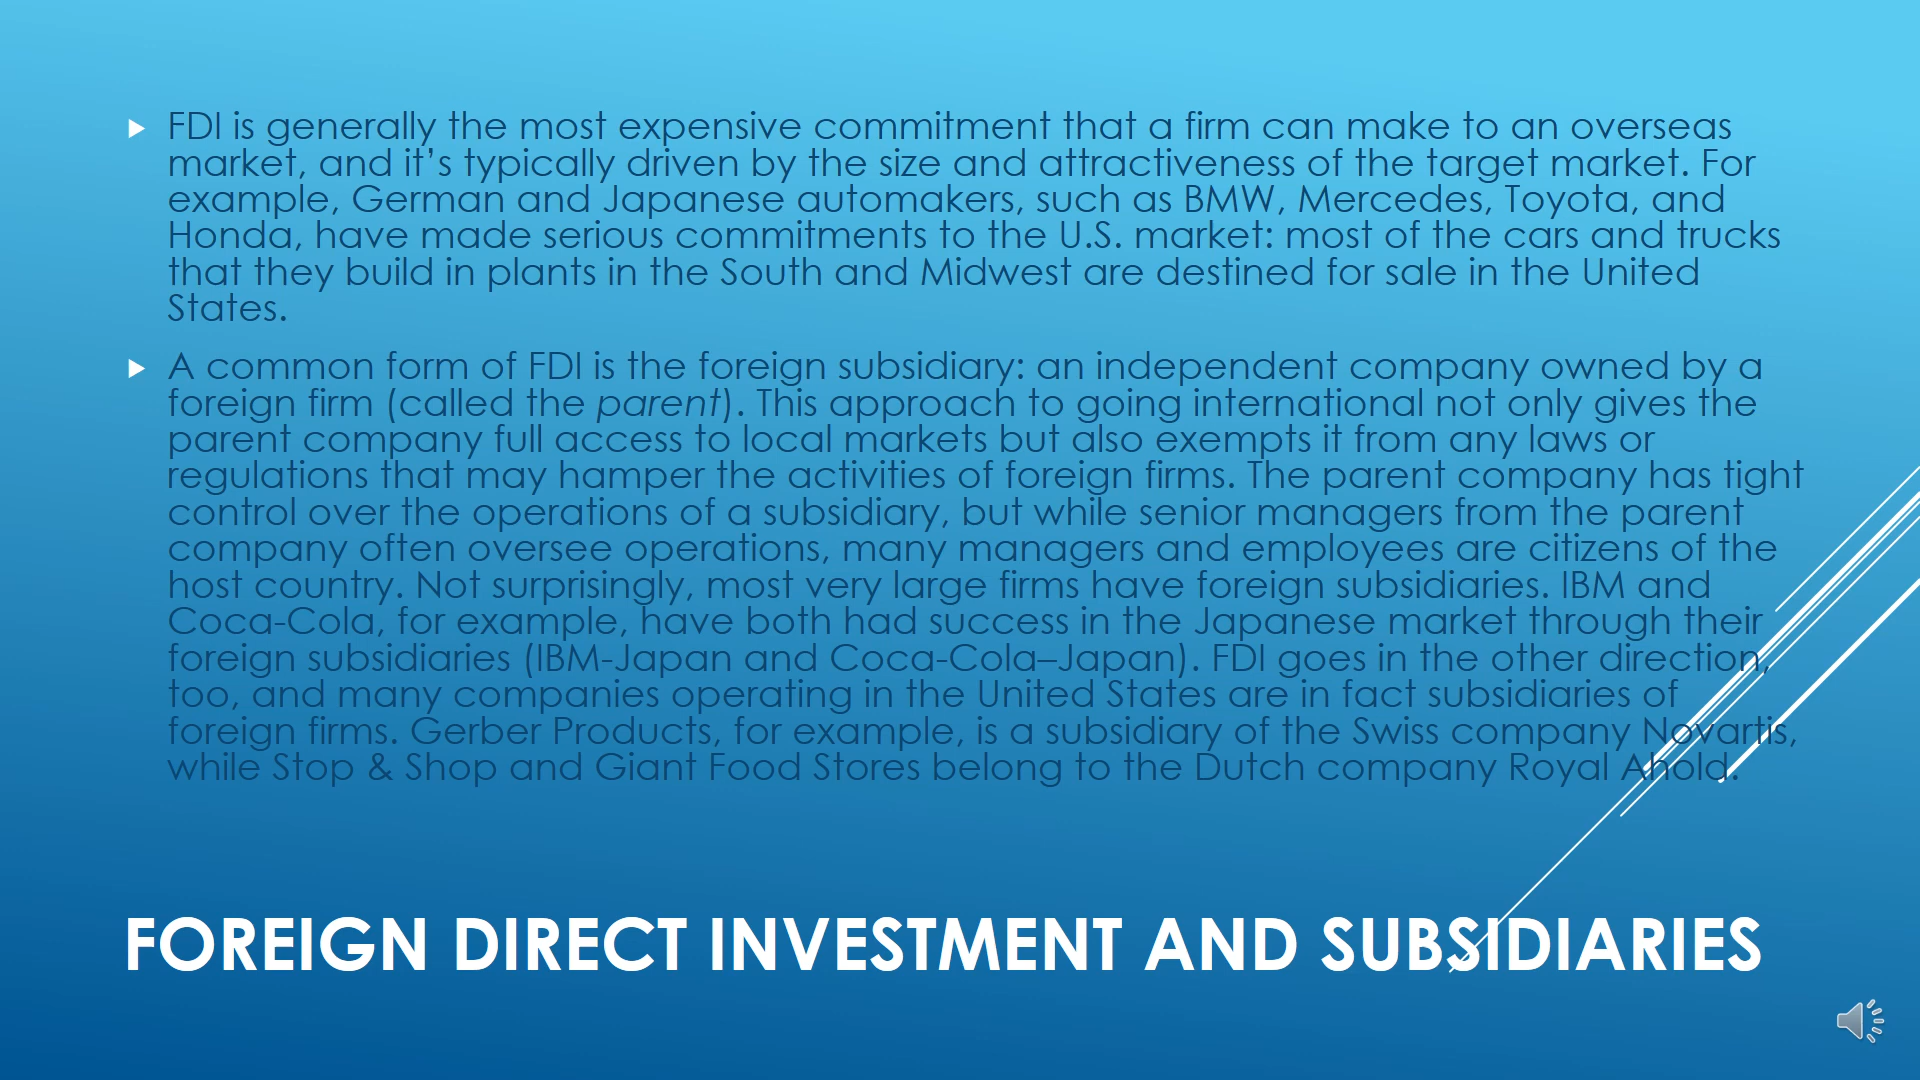 FDI is generally the most expensive commitment that a firm can make to an overseas
market, and it’s typically driven by the size and attractiveness of the target market. For
example, German and Japanese automakers, such as BMW, Mercedes, Toyota, and
Honda, have made serious commitments to the U.S. market: most of the cars and trucks
that they build in plants in the South and Midwest are destined for sale in the United
States.
A common form of FDI is the foreign subsidiary: an independent company owned by a
foreign firm (called the parent). This approach to going international not only gives the
parent company full access to local markets but also exempts it from any laws or
regulations that may hamper the activities of foreign firms. The parent company has tight
control over the operations of a subsidiary, but while senior managers from the parent
company often oversee operations, many managers and employees are citizens of the
host country. Not surprisingly, most very large firms have foreign subsidiaries. IBM and
Coca-Cola, for example, have both had success in the Japanese market through their
foreign subsidiaries (IBM-Japan and Coca-Cola–Japan). FDI goes in the other direction,
too, and many companies operating in the United States are in fact subsidiaries of
foreign firms. Gerber Products, for example, is a subsidiary of the Swiss company Novartis,
while Stop & Shop and Giant Food Stores belong to the Dutch company Royal Ahold.
FOREIGN DIRECT INVESTMENT AND SUBSIDIARIES